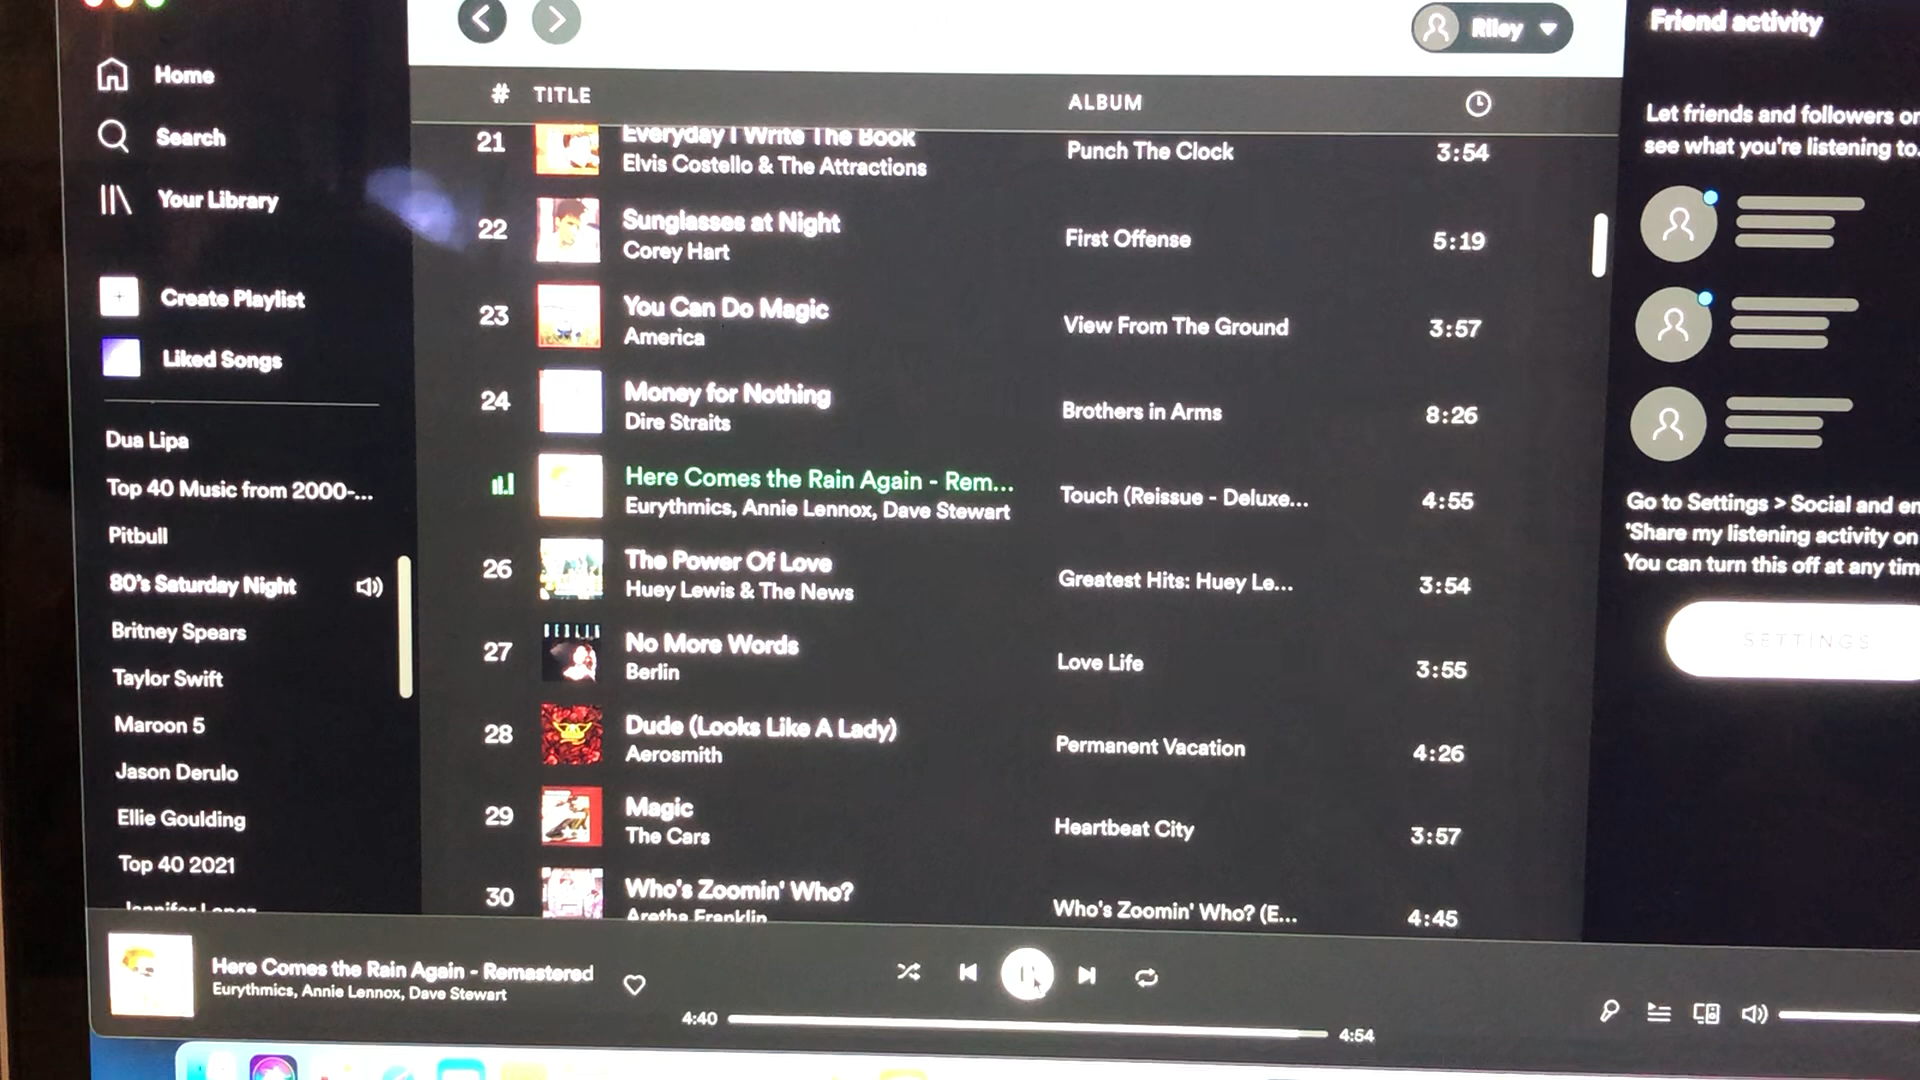 Home
Search
Your Library
Create Playlist
Liked Songs
Dua Lipa
Top 40 Music from 2000-...
Pitbull
80's Saturday Night
Britney Spears
Taylor Swift
Maroon 5
Jason Derulo
Ellie Goulding
Top 40 2021
Jennifer Lopez
Riley
# TITLE ALBUM
21 Everyday I Write The Book Punch The Clock 3:54
Elvis Costello & The Attractions
22 Sunglasses at Night First Offense 5:19
Corey Hart
23 You Can Do Magic View From The Ground 3:57
America
24 Money for Nothing Brothers in Arms 8:26
Dire Straits
Here Comes the Rain Again - Rem... Touch (Reissue - Deluxe... 4:55
Eurythmics, Annie Lennox, Dave Stewart
26 The Power Of Love Greatest Hits: Huey Le... 3:54
Huey Lewis & The News
27 No More Words Love Life 3:55
Berlin
BERLIN
28 Dude (Looks Like A Lady) Permanent Vacation 4:26
Aerosmith
29 Magic Heartbeat City 3:57
The Cars
30 Who's Zoomin' Who? Who's Zoomin' Who? (E... 4:45
Aretha Franklin
Friend activity
Let friends and followers on
see what you're listening to.
Go to Settings > Social and en
'Share my listening activity on
You can turn this off at any tim
SETTINGS
Here Comes the Rain Again - Remastered
Eurythmics, Annie Lennox, Dave Stewart
4:40
4:54